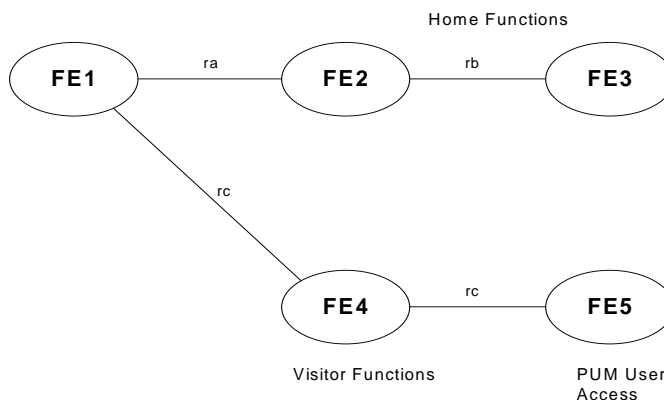 Home Functions
FE1
ra
FE2
rb
FE3
rc
FE4
rc
FE5
Visitor Functions
PUM User
Access